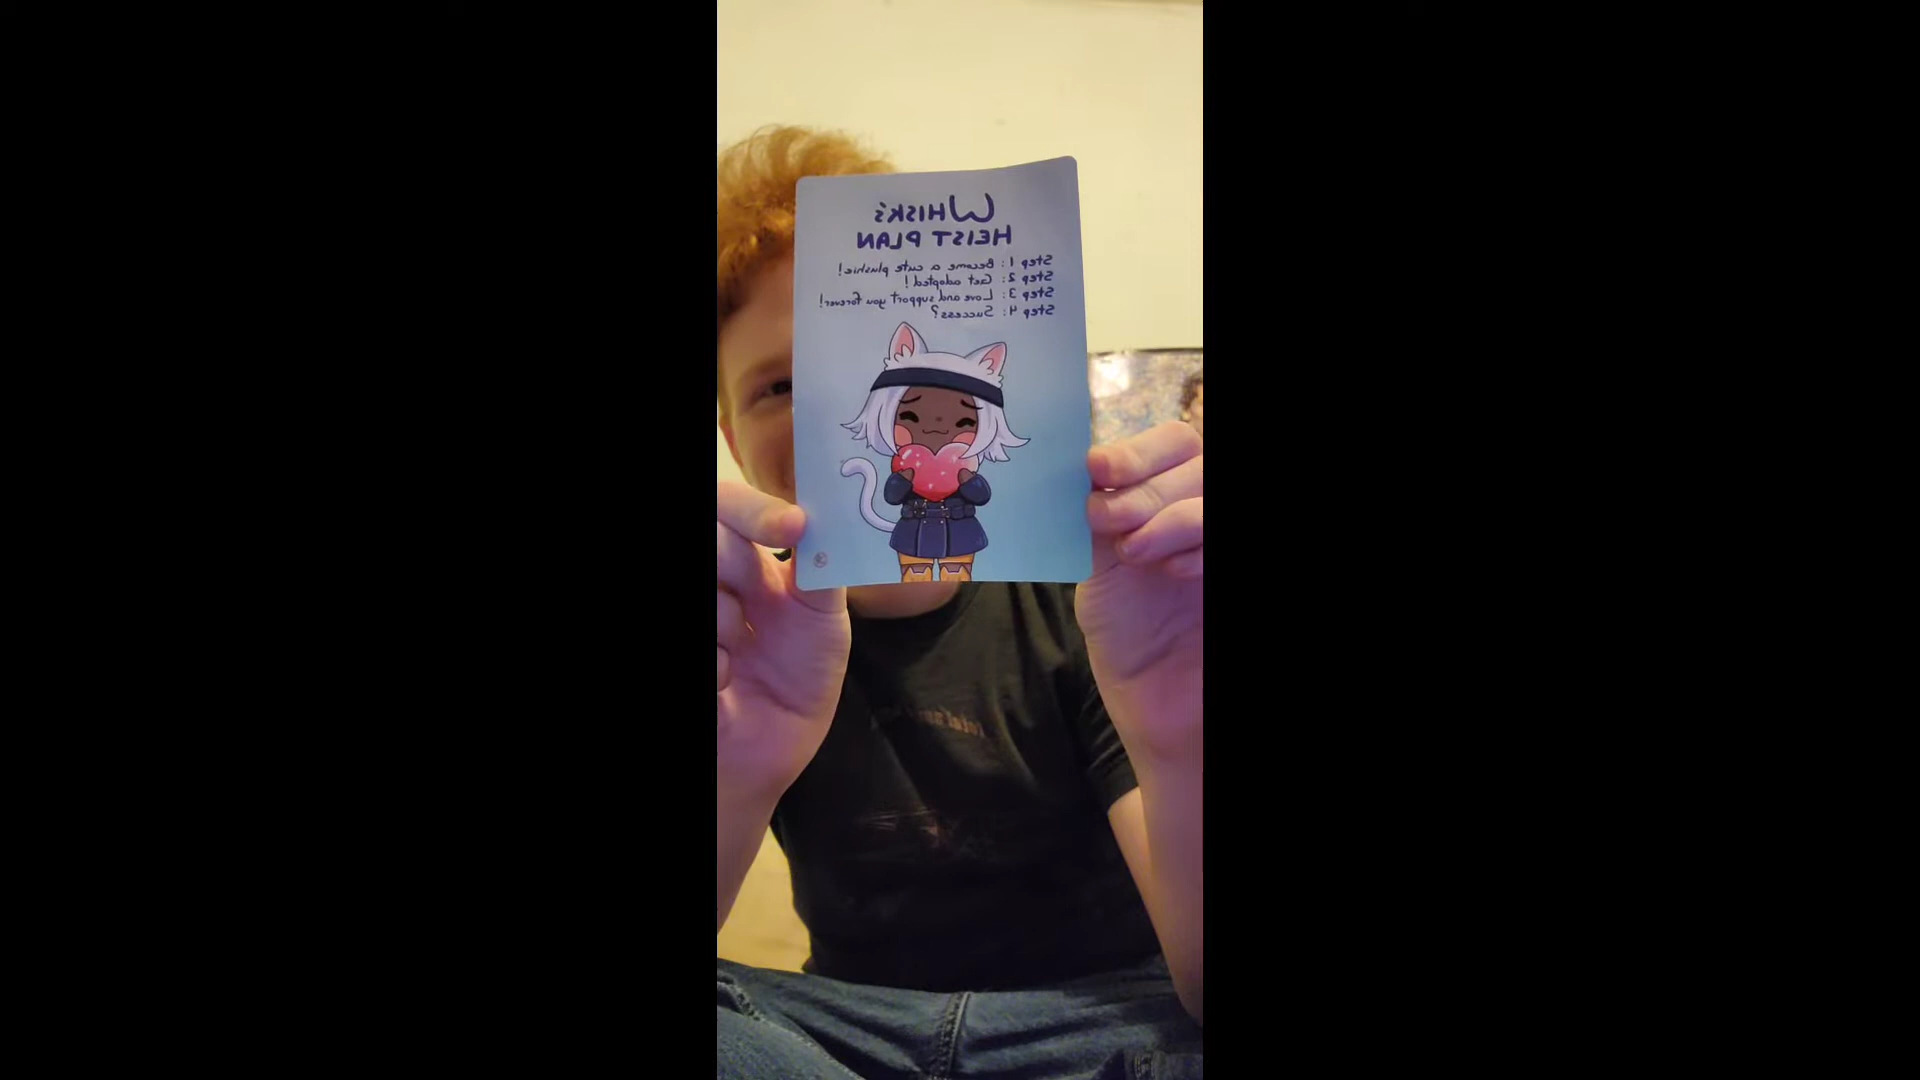 WHISK'S
HEIST PLAN
Step 1: Become a cute plushie!
Step 2: Get adopted!
Step 3: Love and support you forever!
Step 4: Success?